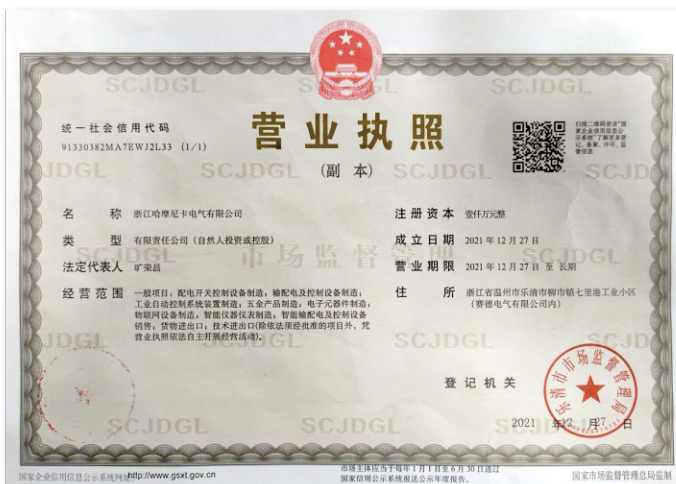 统一社会信用代码
91330382MA7EWJ2L33 (1/1)
营业执照
(副 本)
扫描二维码登录“国
家企业信用信息公
示系统”了解更多登
记、备案、许可、监
管信息
名 称 浙江哈摩尼卡电气有限公司
类 型 有限责任公司（自然人投资或控股）
法定代表人 旷荣昌
经营范围 一般项目：配电开关控制设备制造；输配电及控制设备制造；
工业自动控制系统装置制造；五金产品制造；电子元器件制造；
物联网设备制造；智能仪器仪表制造；智能输配电及控制设备
销售；货物进出口；技术进出口(除依法须经批准的项目外，凭
营业执照依法自主开展经营活动)。
注册资本 壹仟万元整
成立日期 2021年12月27日
营业期限 2021年12月27日 至 长期
住 所 浙江省温州市乐清市柳市镇七里港工业小区
（赛德电气有限公司内）
登记机关
乐清市市场监督管理局
2021 年12 月27 日
SCJDGL
市场监督管理
国家企业信用信息公示系统网址:http://www.gsxt.gov.cn
市场主体应当于每年1月1日至6月30日通过
国家信用公示系统报送公示年度报告。
国家市场监督管理总局监制